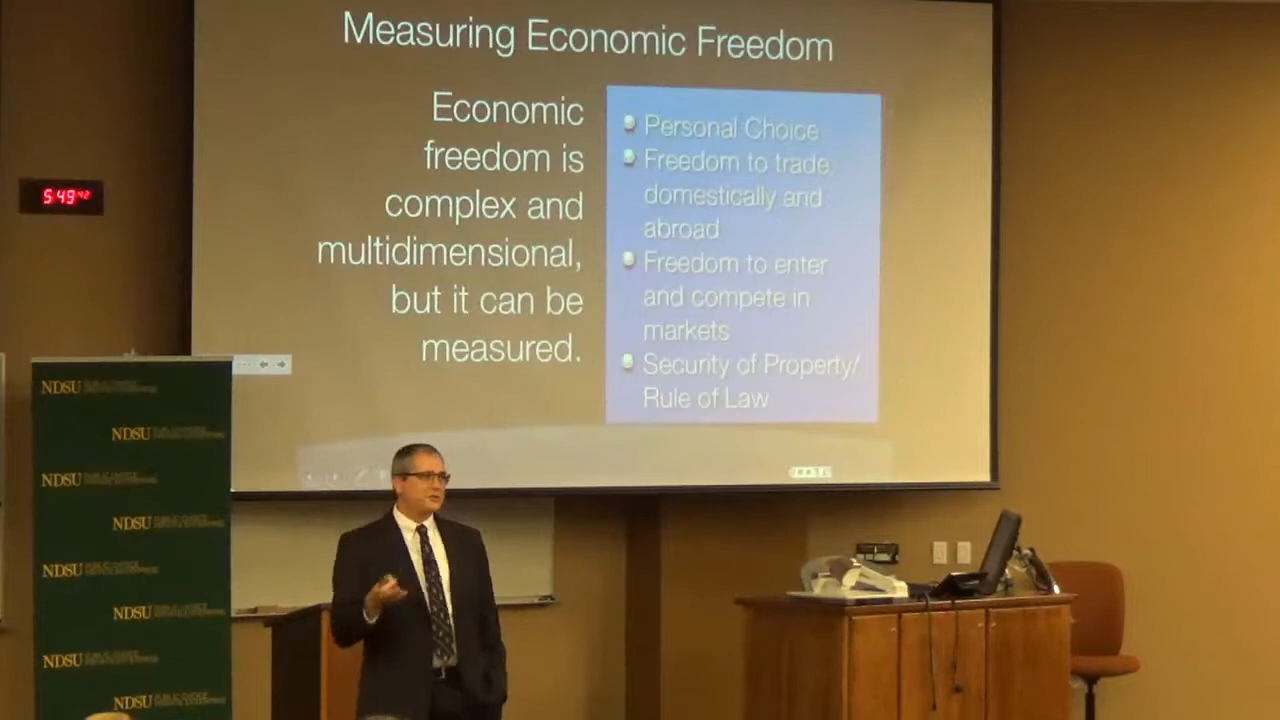 Measuring Economic Freedom
Economic
freedom is
complex and
multidimensional,
but it can be
measured.
Personal Choice
Freedom to trade
domestically and
abroad
Freedom to enter
and compete in
markets
Security of Property/
Rule of Law
5:49 42
NDSU
NDSU
NDSU
NDSU
NDSU
NDSU
NDSU
NDSU